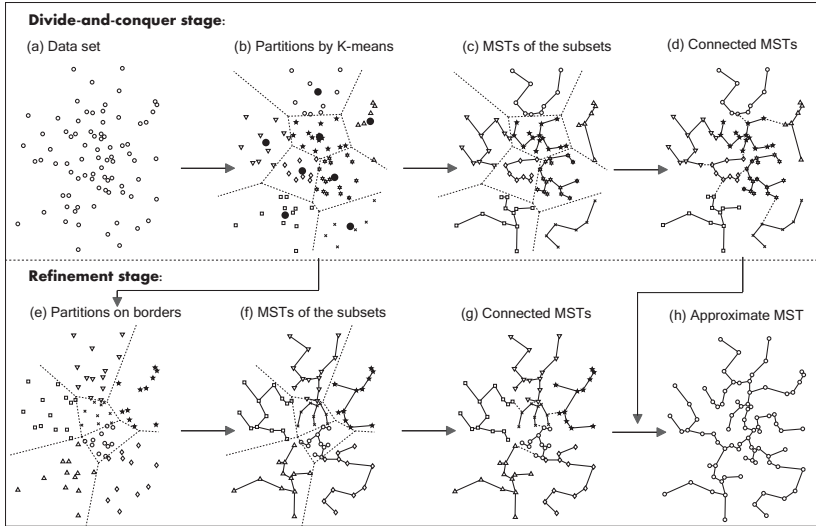 Divide-and-conquer stage:
(a) Data set
(b) Partitions by K-means
(c) MSTs of the subsets
(d) Connected MSTs
Refinement stage:
(e) Partitions on borders
(f) MSTs of the subsets
(g) Connected MSTs
(h) Approximate MST